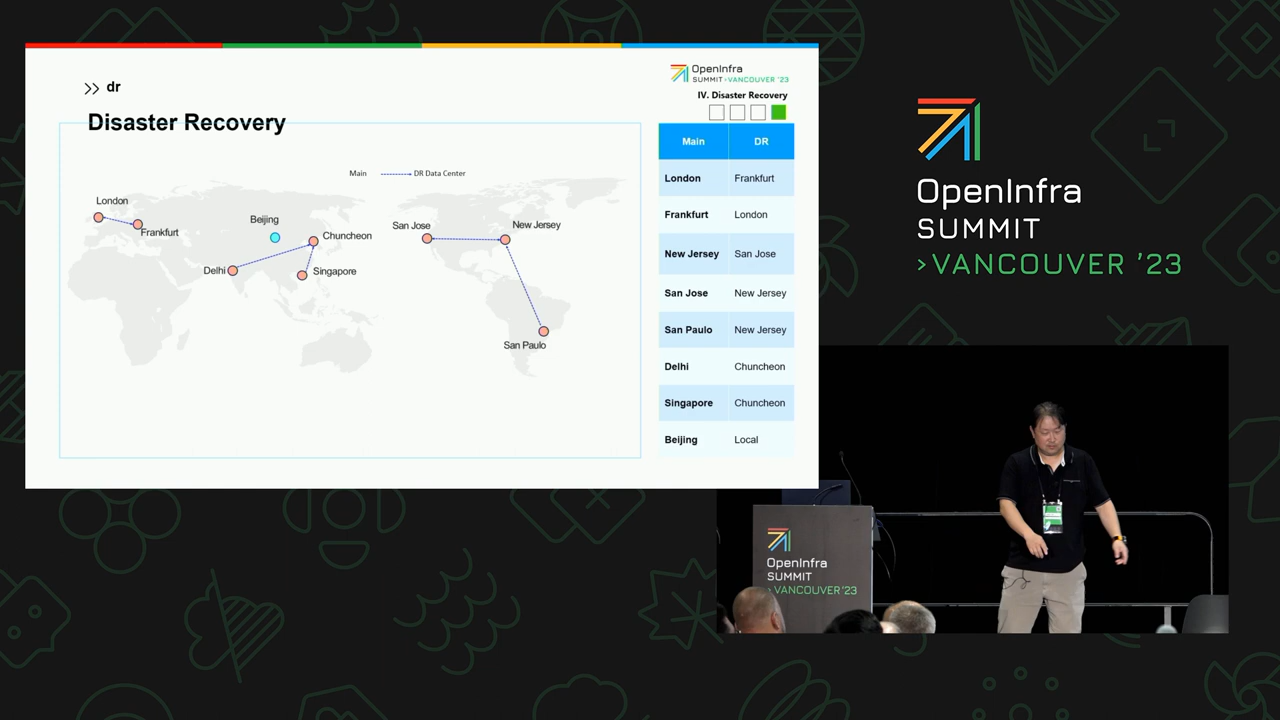 >> dr
Disaster Recovery
OpenInfra
SUMMIT >VANCOUVER '23
IV. Disaster Recovery
Main DR Data Center
London
Frankfurt
Beijing
Chuncheon
Delhi
Singapore
San Jose
New Jersey
San Paulo
Main DR
London Frankfurt
Frankfurt London
New Jersey San Jose
San Jose New Jersey
San Paulo New Jersey
Delhi Chuncheon
Singapore Chuncheon
Beijing Local
OpenInfra
SUMMIT
>VANCOUVER '23
OpenInfra
SUMMIT
>VANCOUVER '23